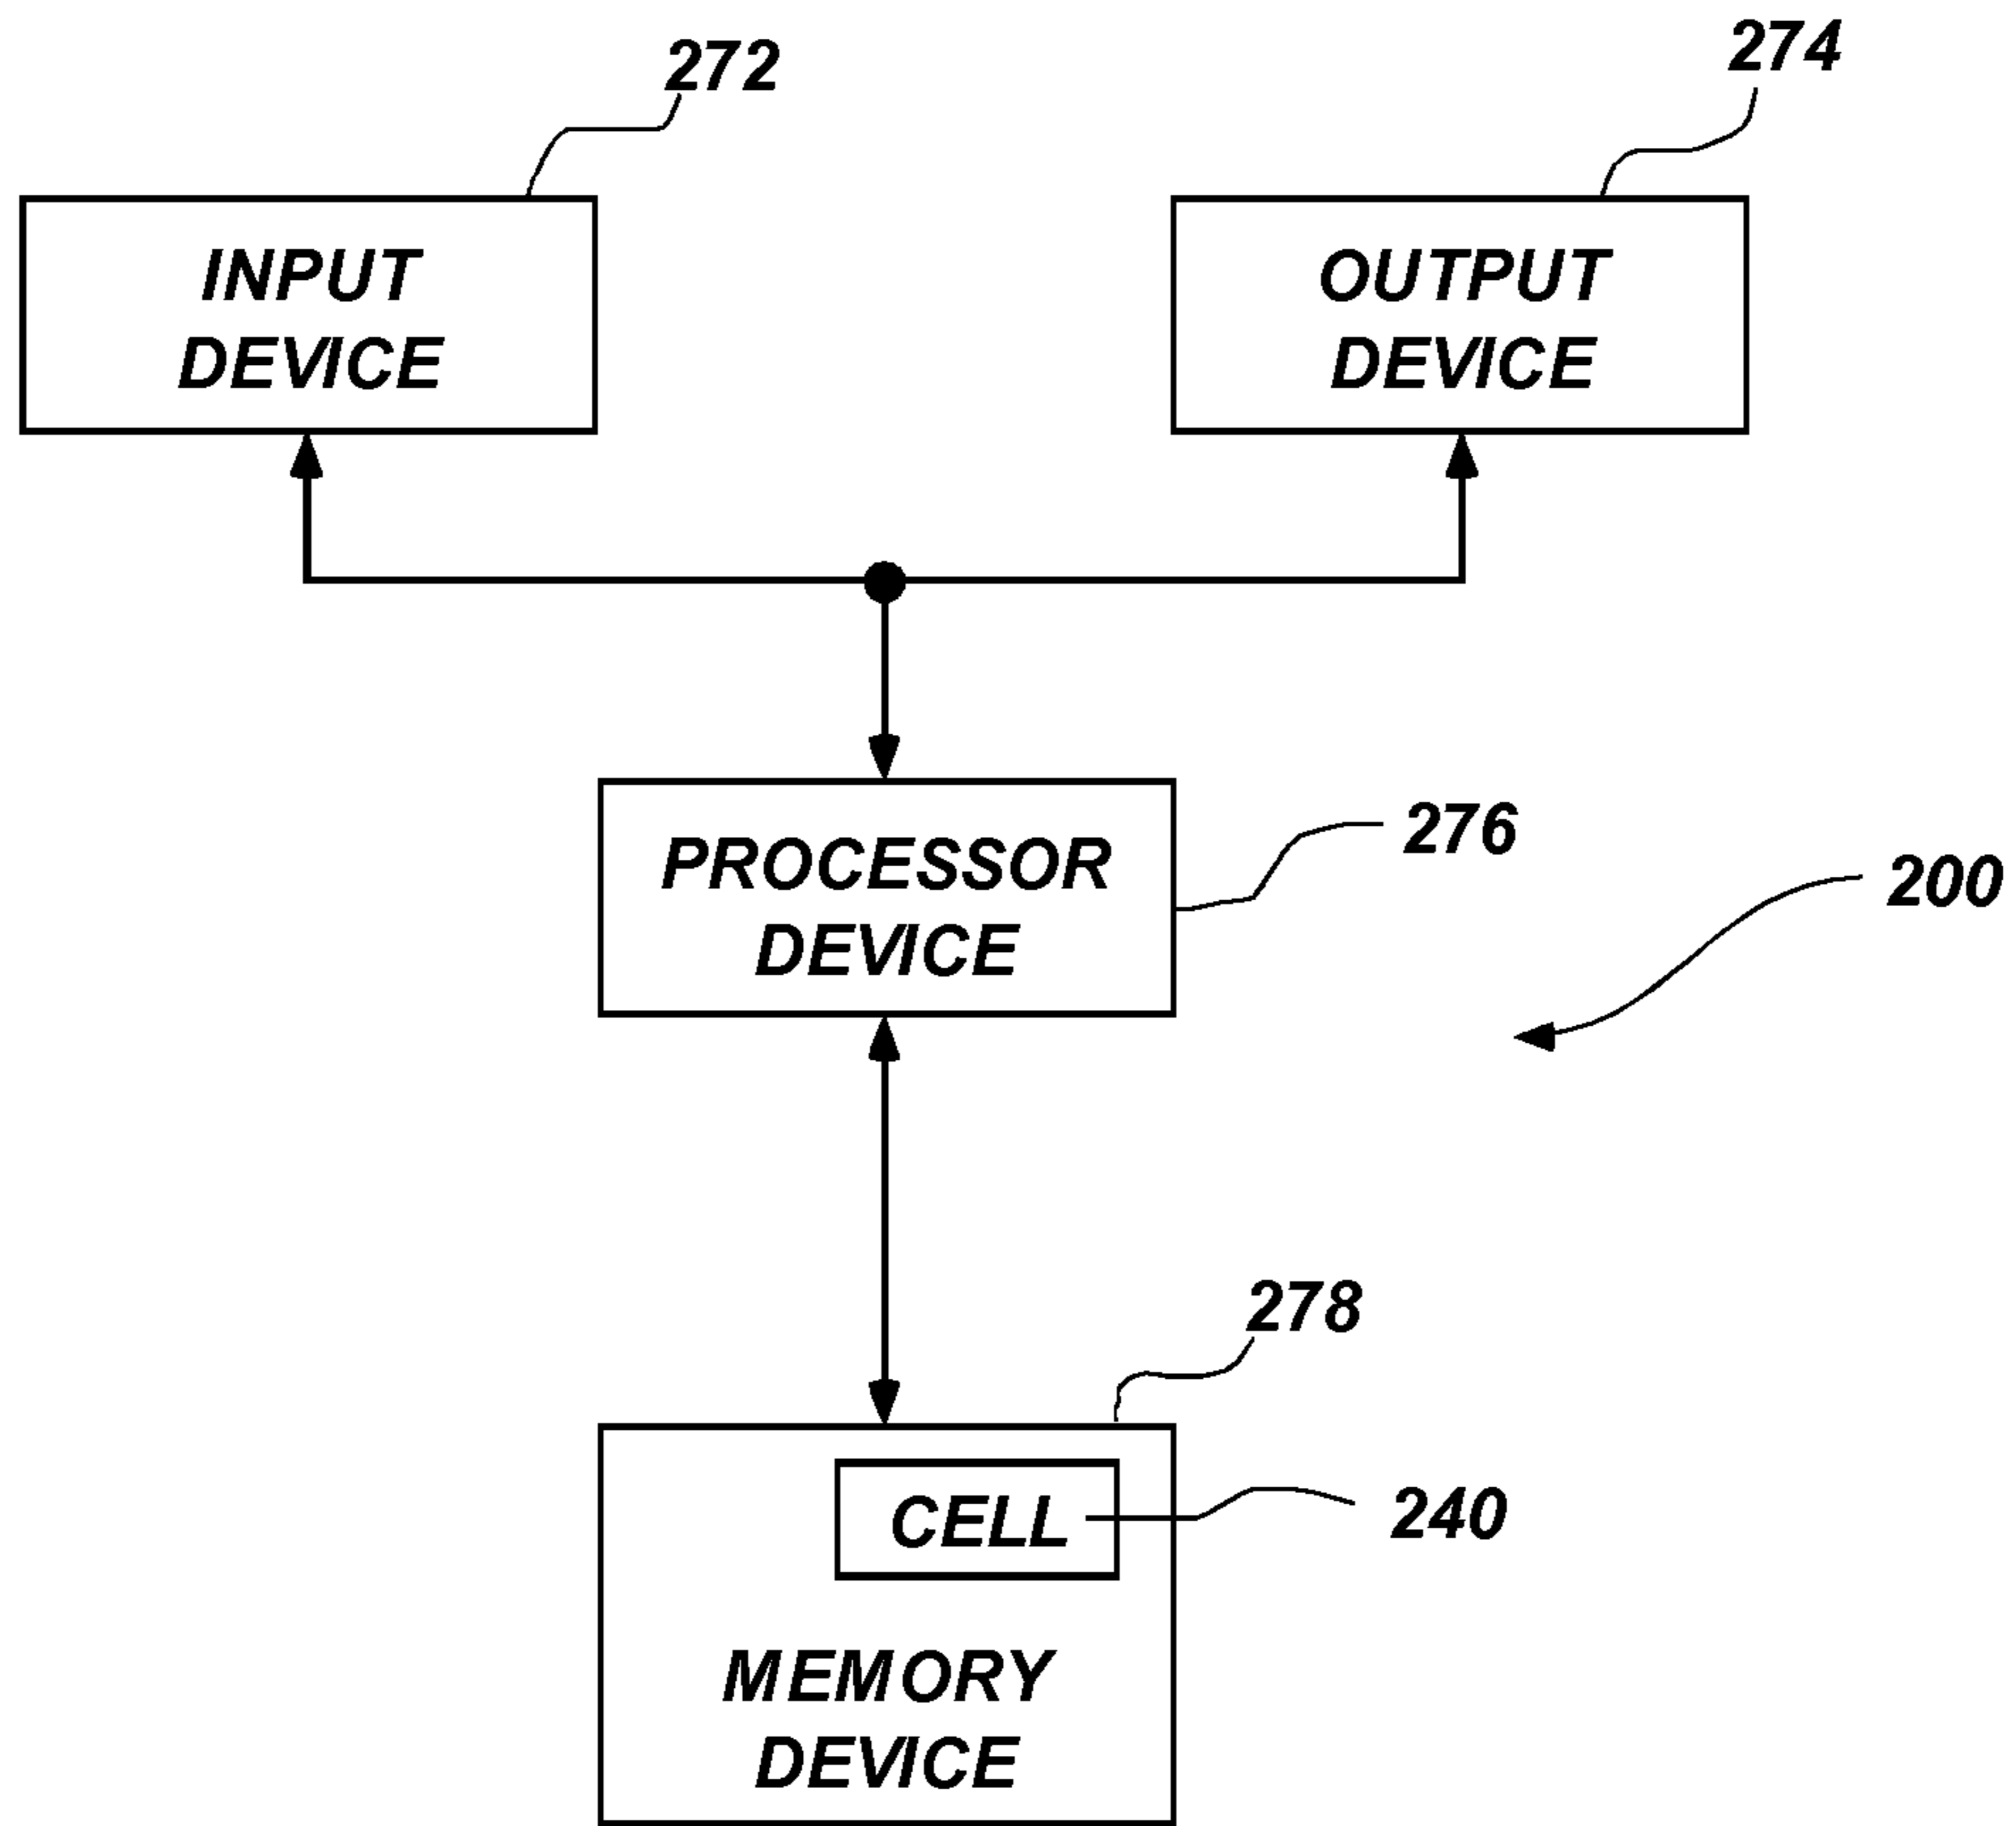 272
274
INPUT
DEVICE
OUTPUT
DEVICE
PROCESSOR
DEVICE
276
200
278
CELL
240
MEMORY
DEVICE